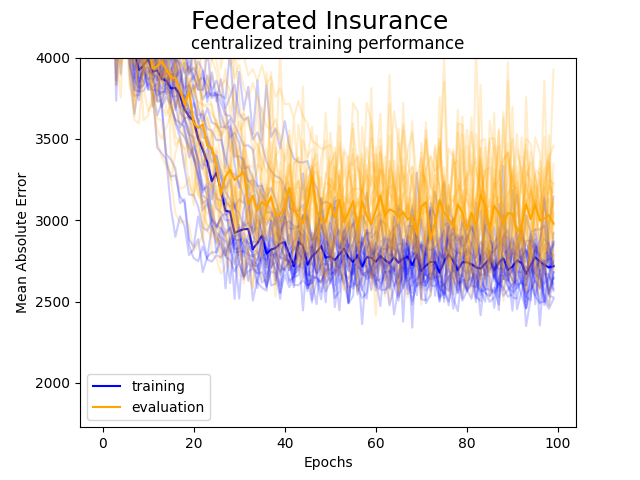 Federated Insurance
centralized training performance
4000
3500
3000
2500
2000
Mean Absolute Error
training
evaluation
0 20 40 60 80 100
Epochs